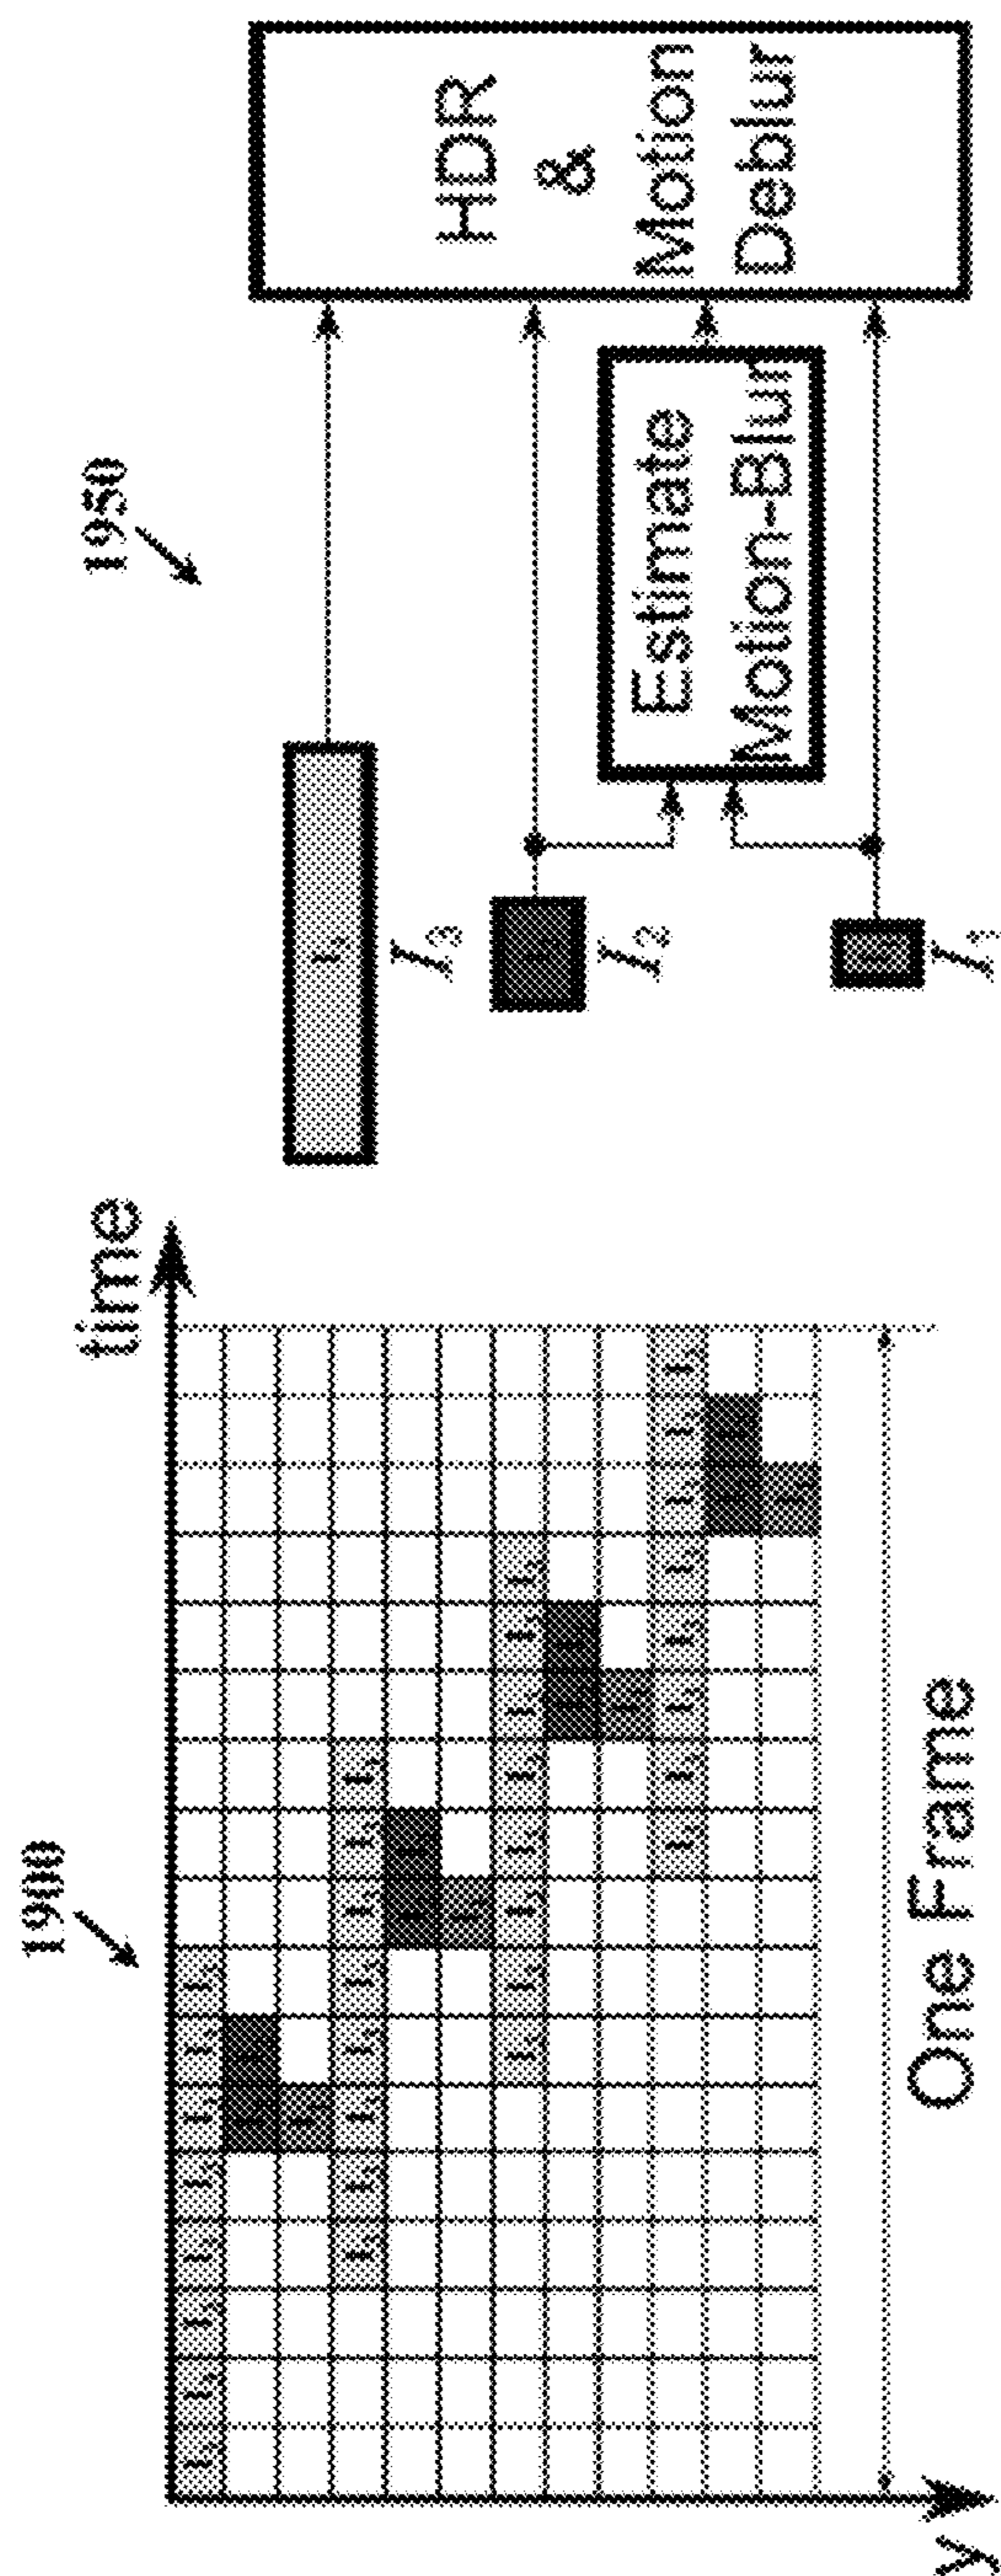 1900
time
y
One Frame
1950
I₃
I₂
I₁
Estimate
Motion-Blur
HDR
&
Motion
Deblur